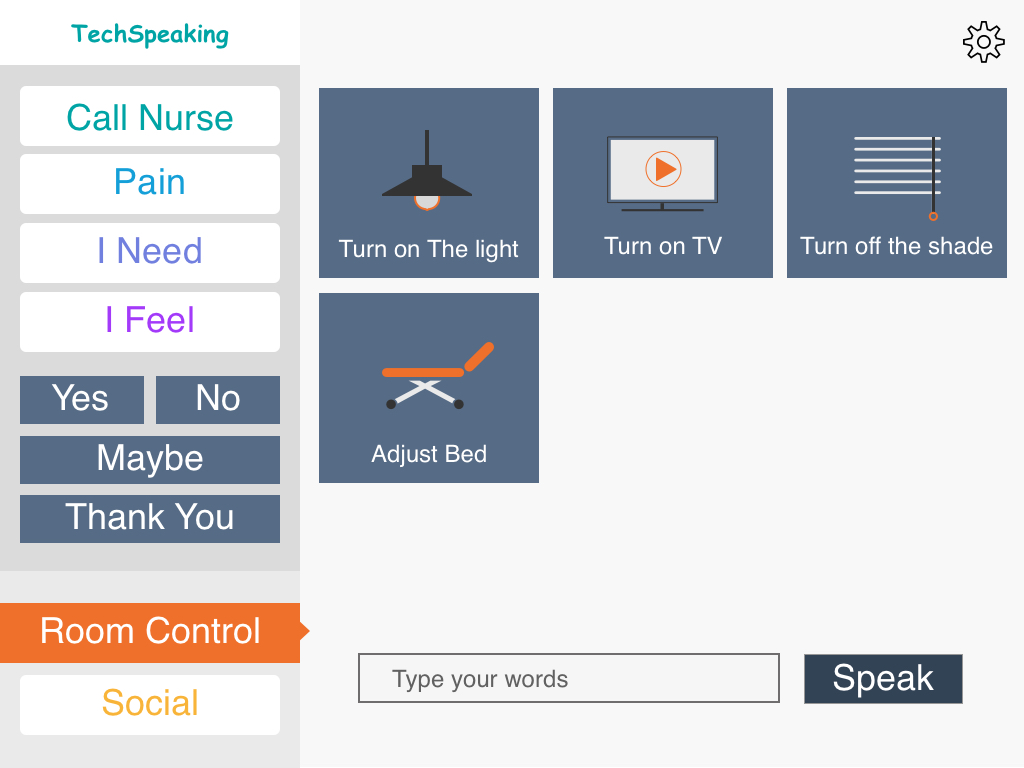 TechSpeaking
Call Nurse
Pain
I Need
I Feel
Yes No
Maybe
Thank You
Room Control
Social
Turn on The light
Turn on TV
Turn off the shade
Adjust Bed
Type your words
Speak